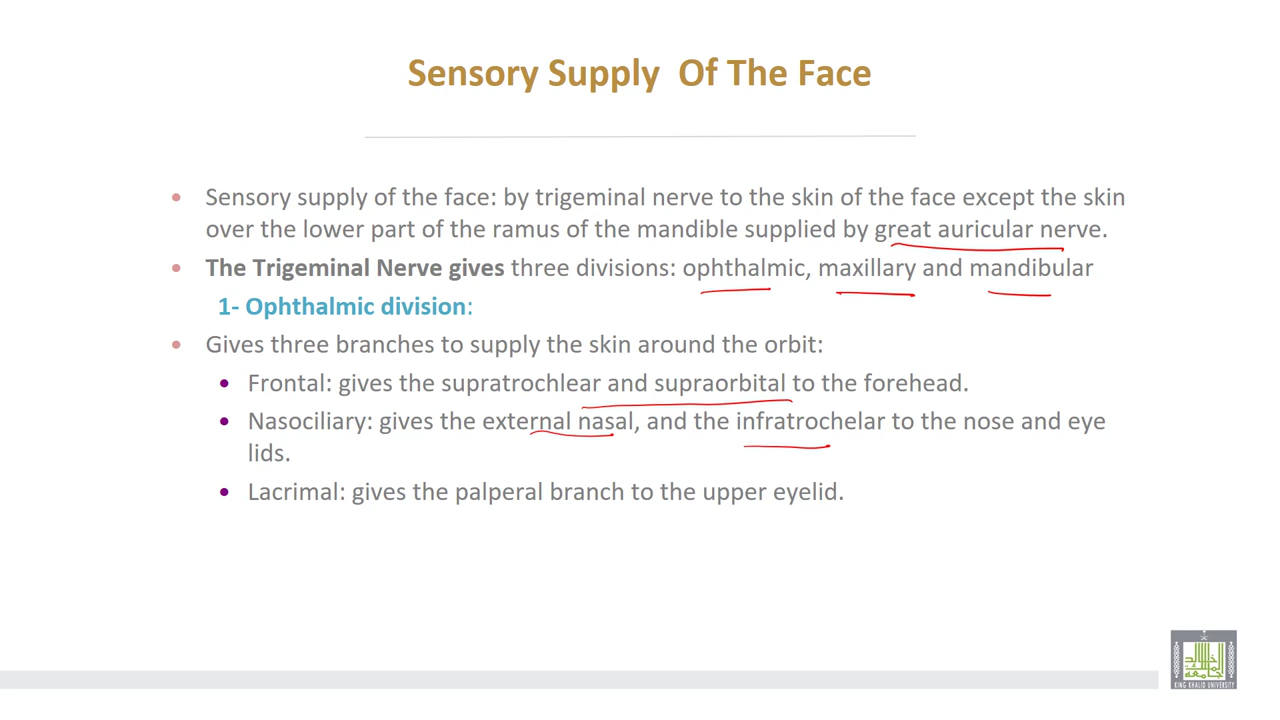 Sensory Supply Of The Face
• Sensory supply of the face: by trigeminal nerve to the skin of the face except the skin
over the lower part of the ramus of the mandible supplied by great auricular nerve.
• The Trigeminal Nerve gives three divisions: ophthalmic, maxillary and mandibular
1- Ophthalmic division:
• Gives three branches to supply the skin around the orbit:
• Frontal: gives the supratrochlear and supraorbital to the forehead.
• Nasociliary: gives the external nasal, and the infratrochelar to the nose and eye
lids.
• Lacrimal: gives the palperal branch to the upper eyelid.
KING KHALID UNIVERSITY